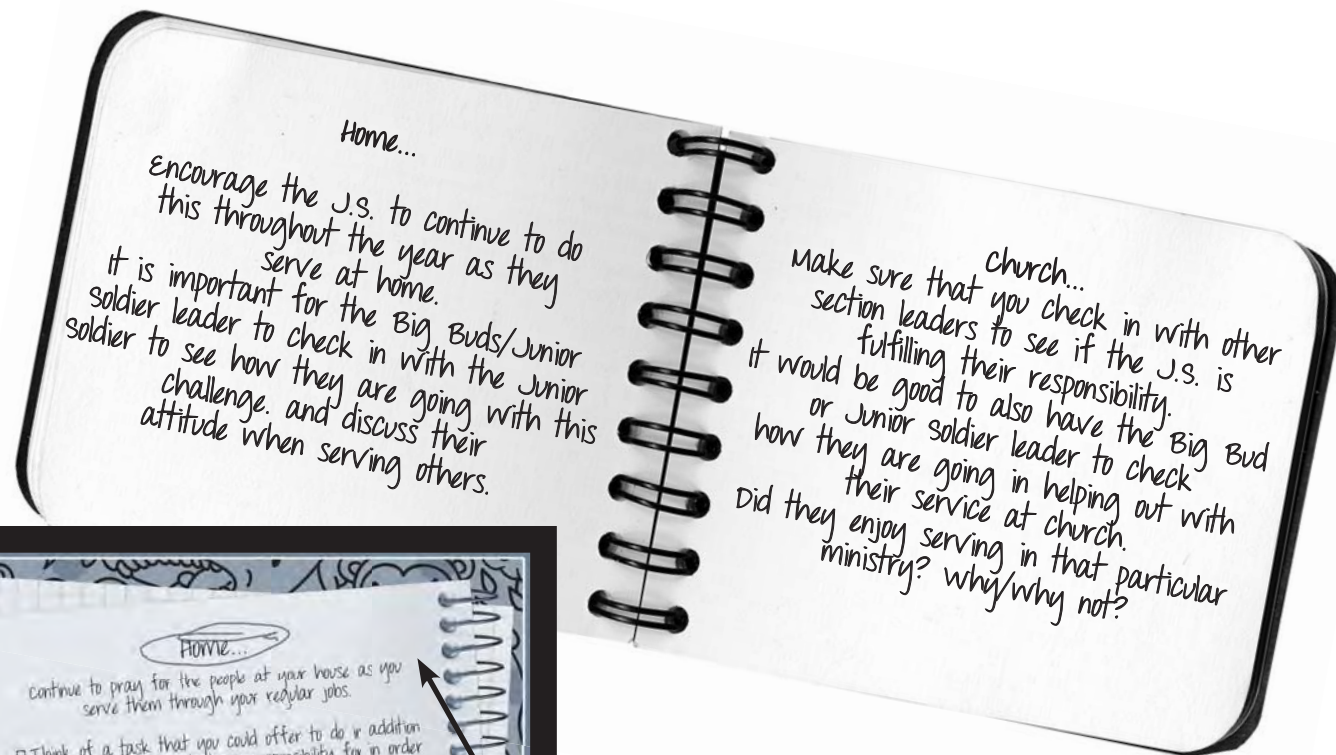 Home...
Encourage the J.S. to continue to do
this throughout the year as they
serve at home.
It is important for the Big Buds/Junior
Soldier leader to check in with the Junior
soldier to see how they are going with this
challenge. and discuss their
attitude when serving others.
Church...
Make sure that you check in with other
section leaders to see if the J.S. is
fulfilling their responsibility.
It would be good to also have the Big Bud
or Junior Soldier leader to check
how they are going in helping out with
their service at church.
Did they enjoy serving in that particular
ministry? Why/why not?
Home...
Continue to pray for the people at your house as you
serve them through your regular jobs.
Think of a task that you could offer to do in addition
for in order